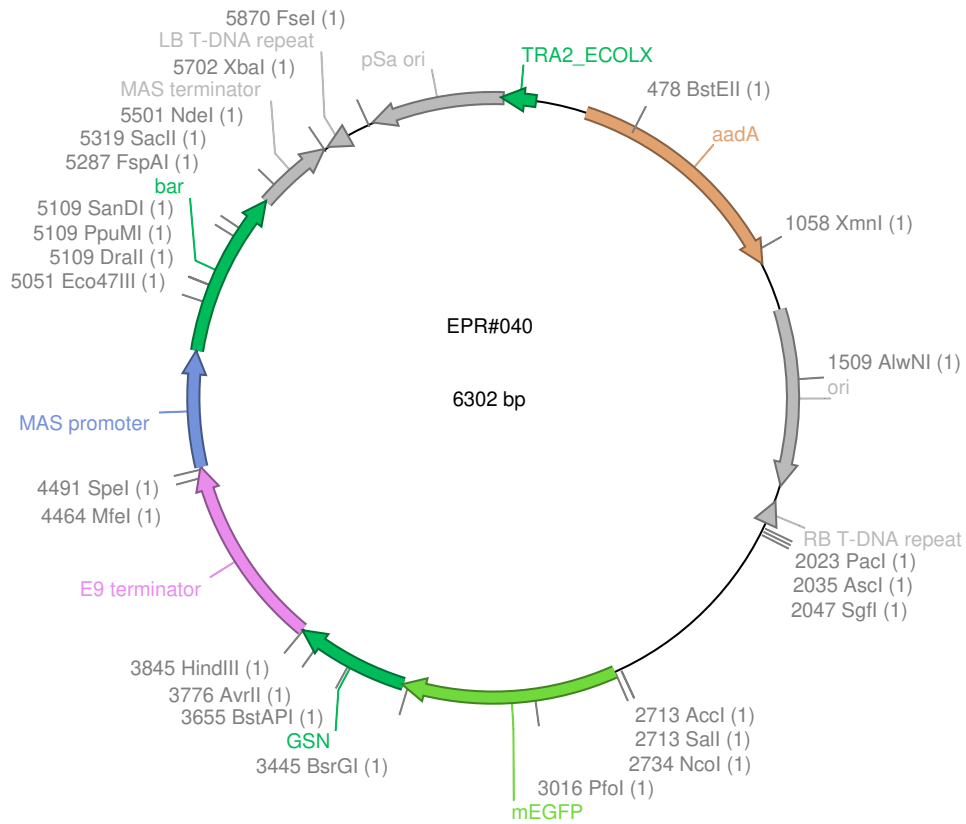 5870 FseI (1)
LB T-DNA repeat
5702 XbaI (1)
MAS terminator
5501 NdeI (1)
5319 SacII (1)
5287 FspAI (1)
bar
5109 SanDI (1)
5109 PpuMI (1)
5109 DraII (1)
5051 Eco47III (1)
pSa ori
TRA2_ECOLX
478 BstEII (1)
aadA
1058 XmnI (1)
EPR#040
6302 bp
1509 AlwNI (1)
ori
MAS promoter
4491 SpeI (1)
4464 MfeI (1)
RB T-DNA repeat
2023 PacI (1)
2035 AscI (1)
2047 SgfI (1)
E9 terminator
3845 HindIII (1)
3776 AvrII (1)
3655 BstAPI (1)
GSN
3445 BsrGI (1)
2713 AccI (1)
2713 SalI (1)
2734 NcoI (1)
3016 PfoI (1)
mEGFP